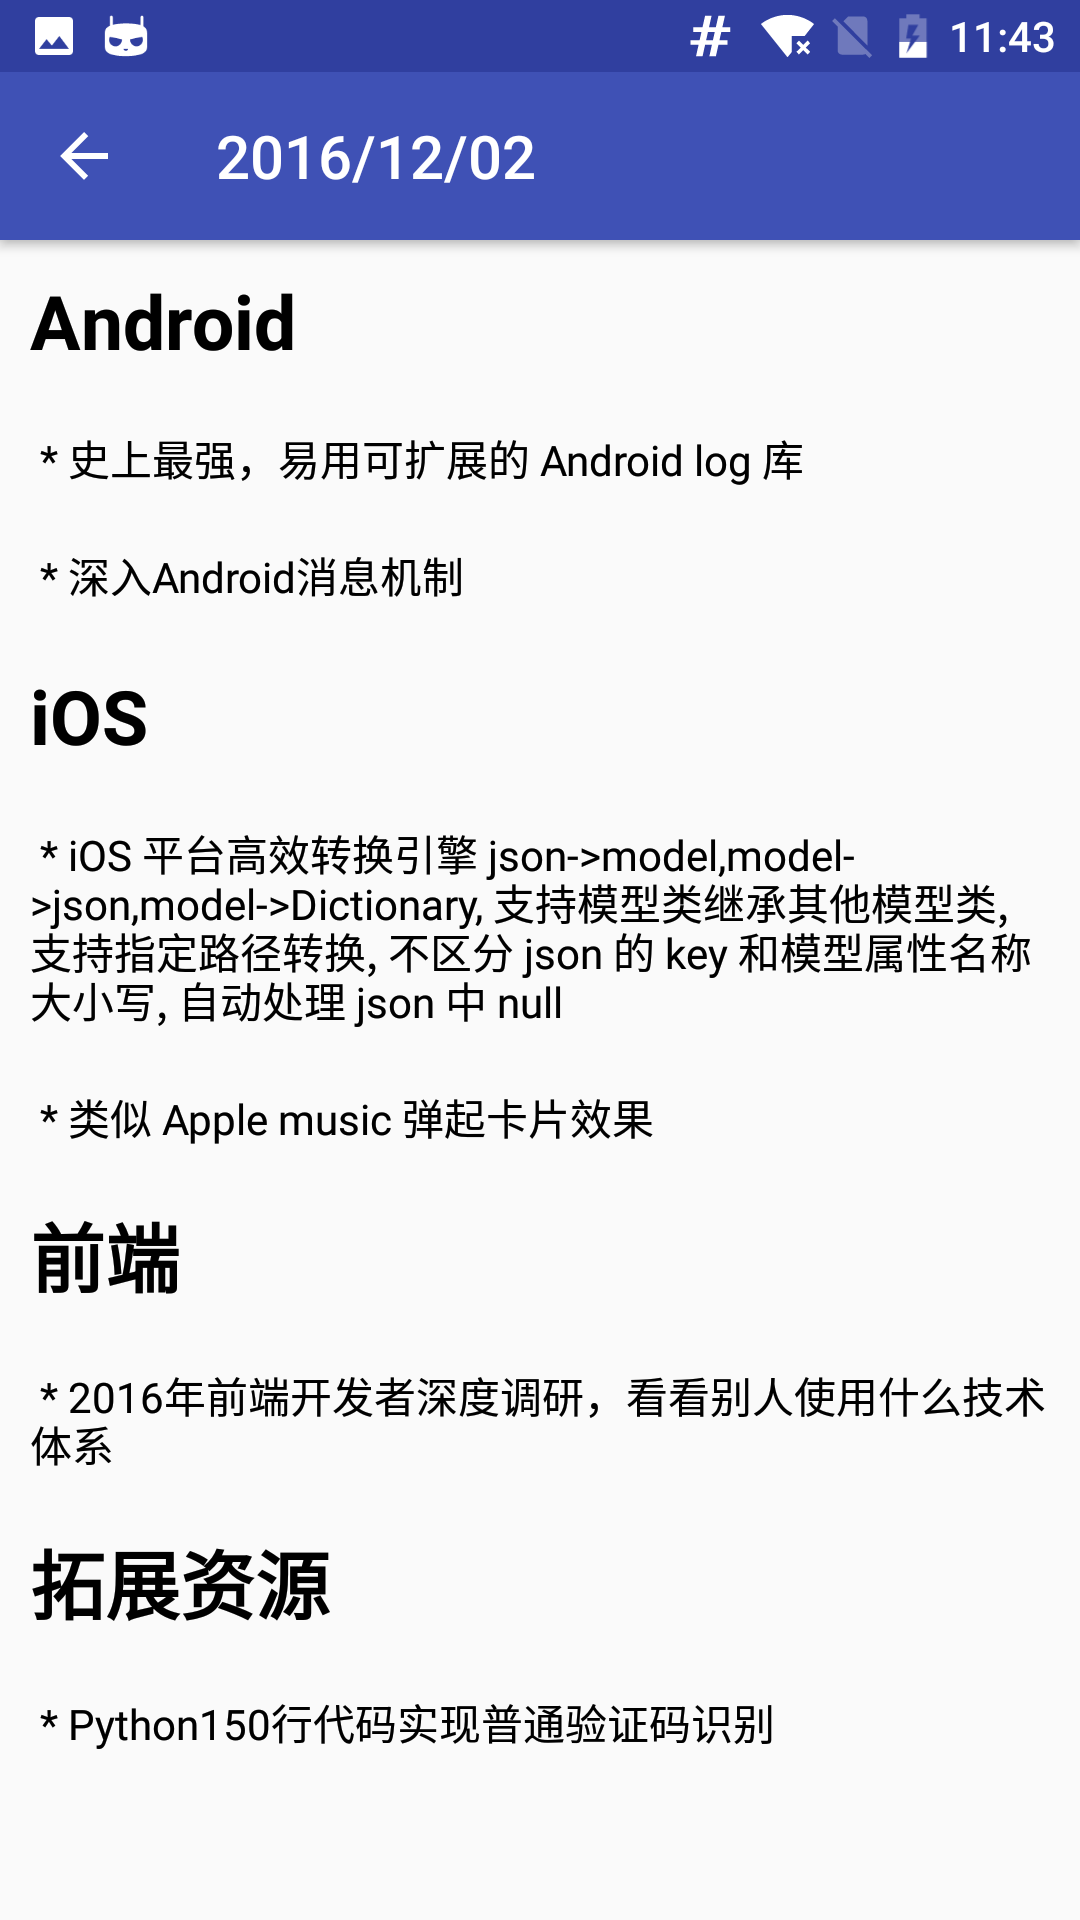 # 11:43
2016/12/02
Android
* 史上最强，易用可扩展的 Android log 库
* 深入Android消息机制
iOS
* iOS 平台高效转换引擎 json->model,model-
>json,model->Dictionary, 支持模型类继承其他模型类,
支持指定路径转换, 不区分 json 的 key 和模型属性名称
大小写, 自动处理 json 中 null
* 类似 Apple music 弹起卡片效果
前端
* 2016年前端开发者深度调研，看看别人使用什么技术
体系
拓展资源
* Python150行代码实现普通验证码识别